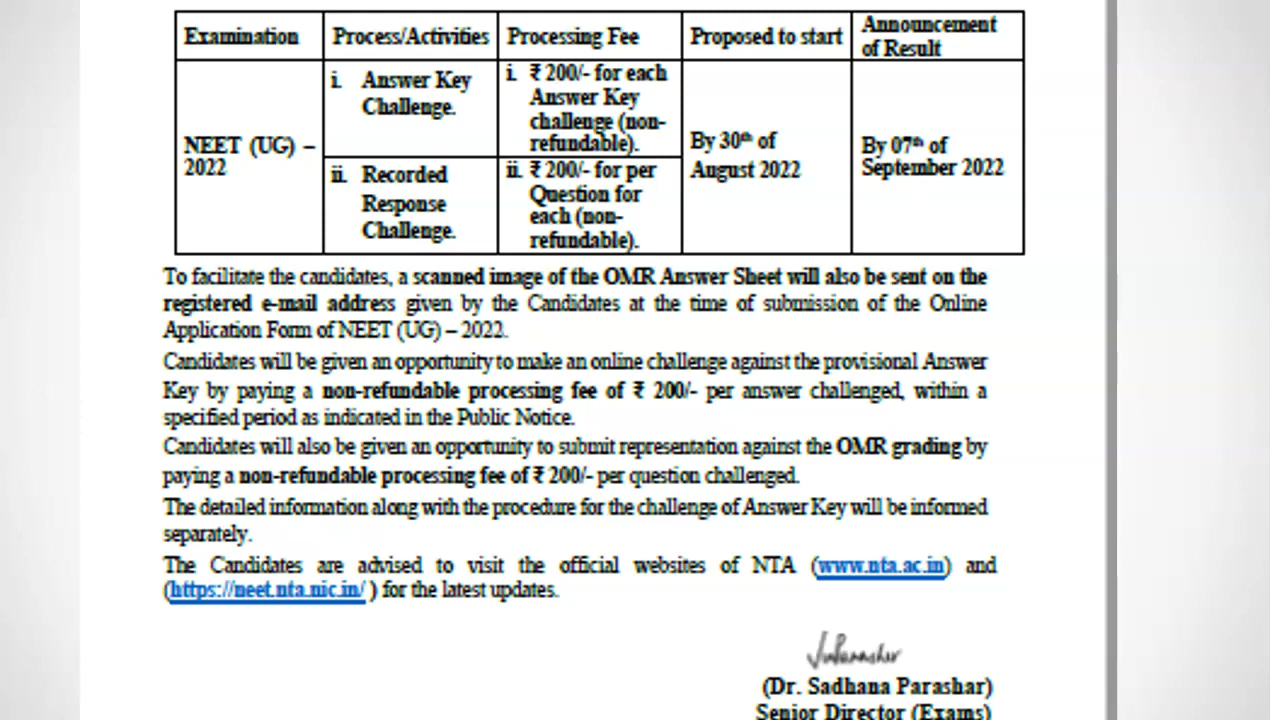 Examination Process/Activities Processing Fee Proposed to start Announcement of Result
NEET (UG) – 2022
i. Answer Key Challenge.
i. ₹ 200/- for each Answer Key challenge (non-refundable).
ii. Recorded Response Challenge.
ii. ₹ 200/- for per Question for each (non-refundable).
By 30th of August 2022
By 07th of September 2022
To facilitate the candidates, a scanned image of the OMR Answer Sheet will also be sent on the
registered e-mail address given by the Candidates at the time of submission of the Online
Application Form of NEET (UG) – 2022.
Candidates will be given an opportunity to make an online challenge against the provisional Answer
Key by paying a non-refundable processing fee of ₹ 200/- per answer challenged, within a
specified period as indicated in the Public Notice.
Candidates will also be given an opportunity to submit representation against the OMR grading by
paying a non-refundable processing fee of ₹ 200/- per question challenged.
The detailed information along with the procedure for the challenge of Answer Key will be informed
separately.
The Candidates are advised to visit the official websites of NTA (www.nta.ac.in) and
(https://neet.nta.nic.in/ ) for the latest updates.
(Dr. Sadhana Parashar)
Senior Director (Exams)